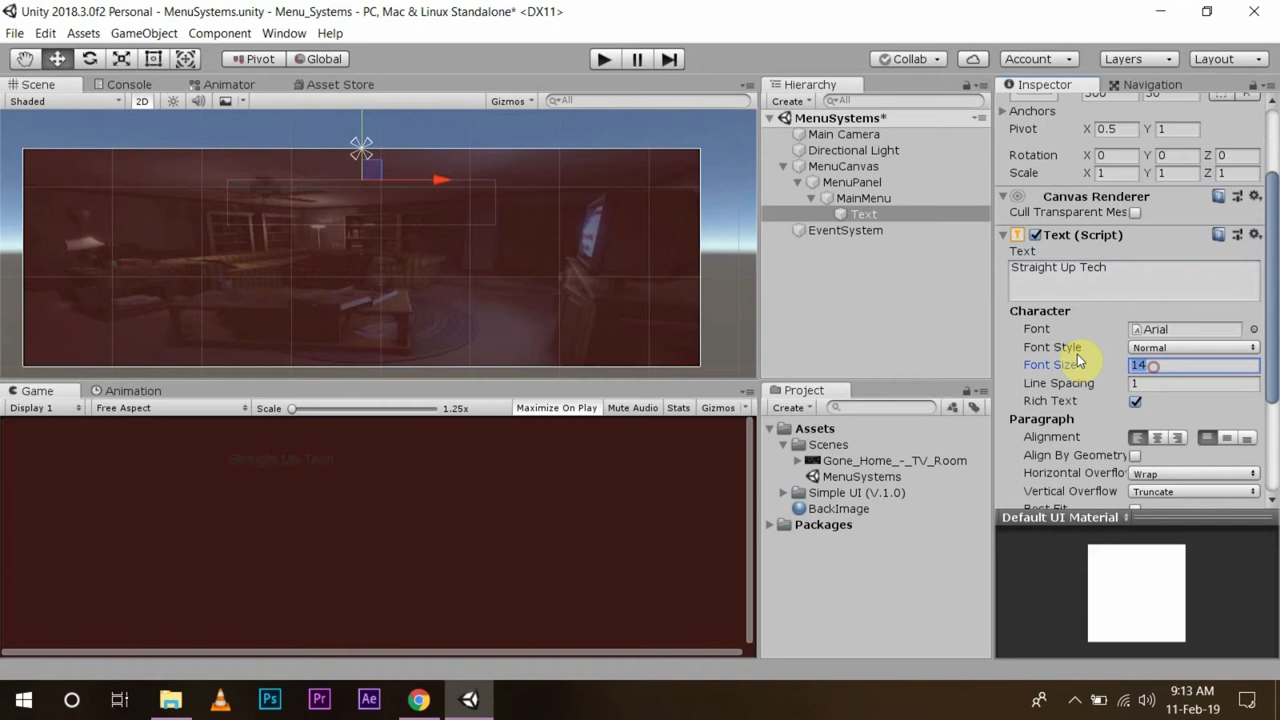 Unity 2018.3.0f2 Personal - MenuSystems.unity - Menu_Systems - PC, Mac & Linux Standalone* <DX11>
File Edit Assets GameObject Component Window Help
Pivot Global Collab Account Layers Layout
Scene Console Animator Asset Store
Shaded 2D Gizmos All
Hierarchy
Create All
MenuSystems*
Main Camera
Directional Light
MenuCanvas
MenuPanel
MainMenu
Text
EventSystem
Inspector Navigation
Anchors
Pivot X 0.5 Y 1
Rotation X 0 Y 0 Z 0
Scale X 1 Y 1 Z 1
Canvas Renderer
Cull Transparent Mes
Text (Script)
Text
Straight Up Tech
Character
Font Arial
Font Style Normal
Font Size 14
Line Spacing 1
Rich Text
Paragraph
Alignment
Align By Geometry
Horizontal Overflo Wrap
Vertical Overflow Truncate
Default UI Material
Game Animation
Display 1 Free Aspect Scale 1.25x Maximize On Play Mute Audio Stats Gizmos
Straight Up Tech
Project
Create
Assets
Scenes
Gone_Home_-_TV_Room
MenuSystems
Simple UI (V.1.0)
BackImage
Packages
Ps Pr Ae
9:13 AM
11-Feb-19